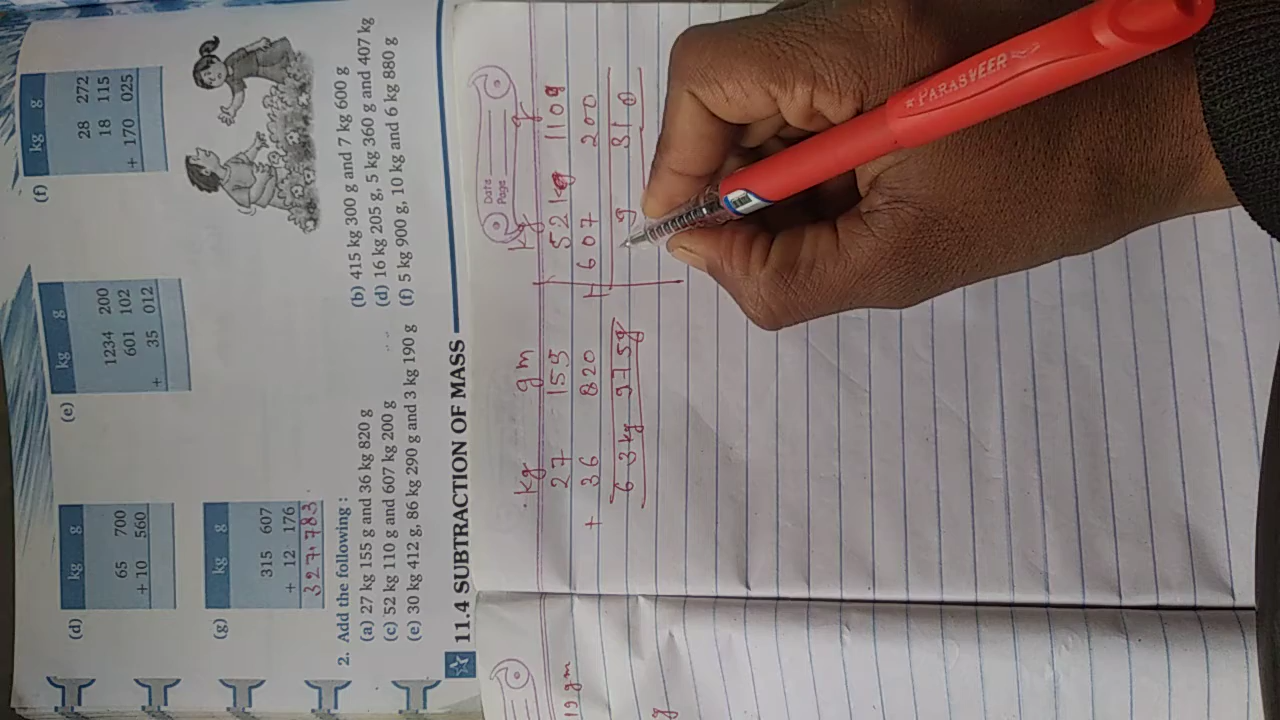 (d) kg g
65 700
+ 10 560
(e) kg g
1234 200
601 102
+ 35 012
(f) kg g
28 272
18 115
+ 170 025
(g) kg g
315 607
+ 12 176
327.783.
2. Add the following :
(a) 27 kg 155 g and 36 kg 820 g
(b) 415 kg 300 g and 7 kg 600 g
(c) 52 kg 110 g and 607 kg 200 g
(d) 16 kg 205 g, 5 kg 360 g and 407 kg
(e) 30 kg 412 g, 86 kg 290 g and 3 kg 190 g
(f) 5 kg 900 g, 10 kg and 6 kg 880 g
11.4 SUBTRACTION OF MASS
Date
Page
kg gm
27 155
+ 36 820
63kg 975g
kg g
52kg 110g
+ 607 200
9 310
19 gm
g
PARASVEER